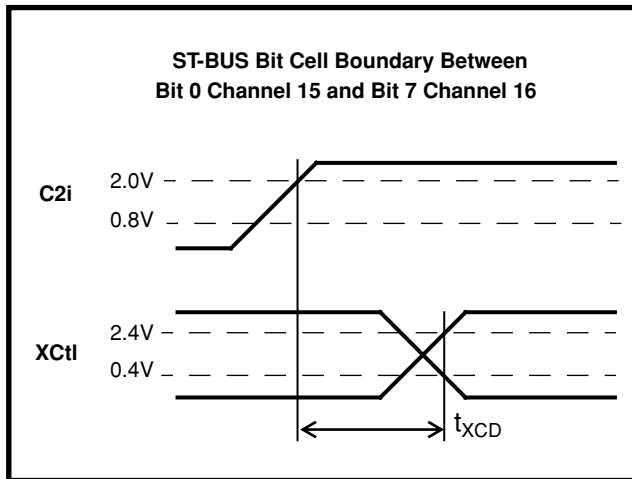 ST-BUS Bit Cell Boundary Between
Bit 0 Channel 15 and Bit 7 Channel 16
C2i
2.0V
0.8V
XCtl
2.4V
0.4V
tXCD